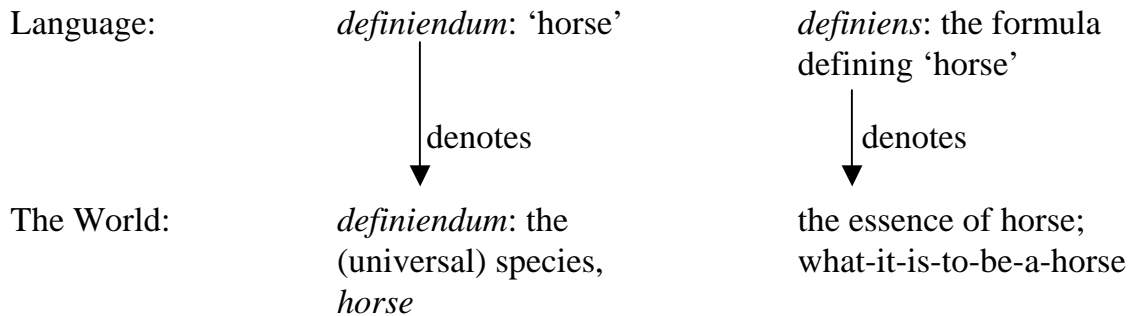 Language: definiendum: ‘horse’ definiens: the formula
defining ‘horse’
denotes denotes
The World: definiendum: the the essence of horse;
(universal) species, what-it-is-to-be-a-horse
horse